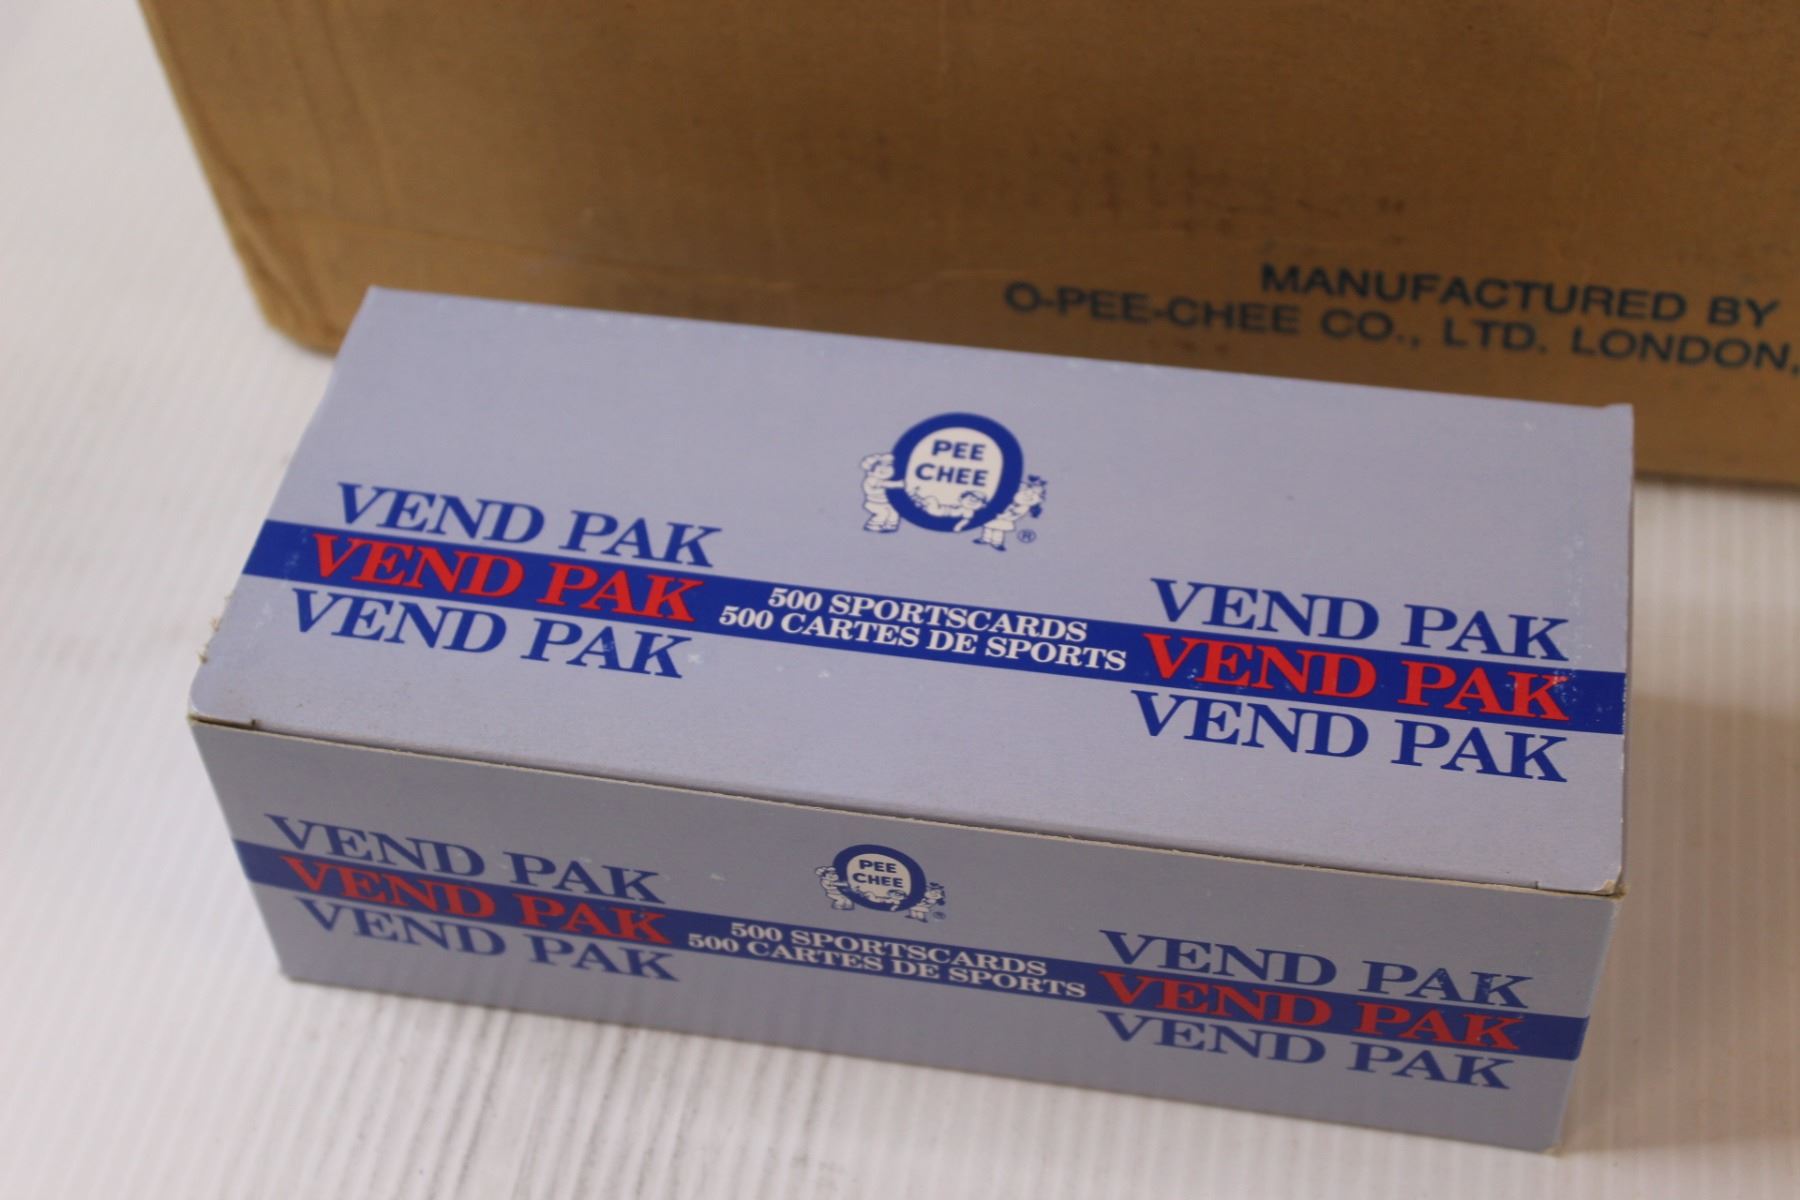 MANUFACTURED BY
O-PEE-CHEE CO., LTD. LONDON,
PEE
CHEE
®
VEND PAK
VEND PAK
VEND PAK
500 SPORTSCARDS
500 CARTES DE SPORTS
VEND PAK
VEND PAK
VEND PAK
PEE
CHEE
®
VEND PAK
VEND PAK
VEND PAK
500 SPORTSCARDS
500 CARTES DE SPORTS
VEND PAK
VEND PAK
VEND PAK